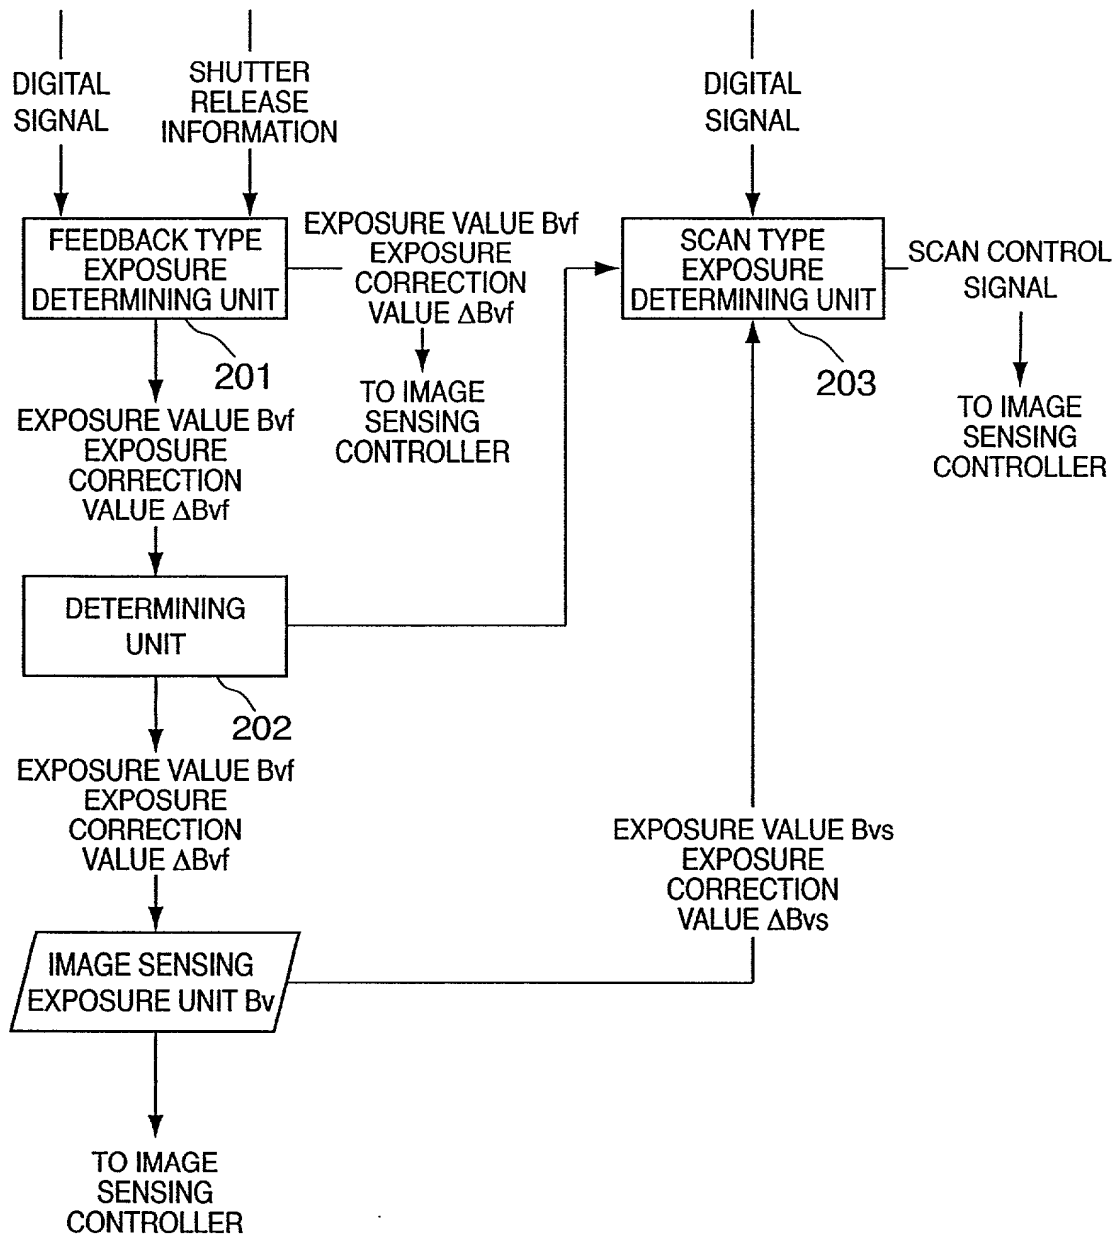 DIGITAL
SIGNAL
SHUTTER
RELEASE
INFORMATION
DIGITAL
SIGNAL
FEEDBACK TYPE
EXPOSURE
DETERMINING UNIT
201
EXPOSURE VALUE Bvf
EXPOSURE
CORRECTION
VALUE ΔBvf
TO IMAGE
SENSING
CONTROLLER
SCAN TYPE
EXPOSURE
DETERMINING UNIT
203
SCAN CONTROL
SIGNAL
TO IMAGE
SENSING
CONTROLLER
EXPOSURE VALUE Bvf
EXPOSURE
CORRECTION
VALUE ΔBvf
DETERMINING
UNIT
202
EXPOSURE VALUE Bvf
EXPOSURE
CORRECTION
VALUE ΔBvf
EXPOSURE VALUE Bvs
EXPOSURE
CORRECTION
VALUE ΔBvs
IMAGE SENSING
EXPOSURE UNIT Bv
TO IMAGE
SENSING
CONTROLLER